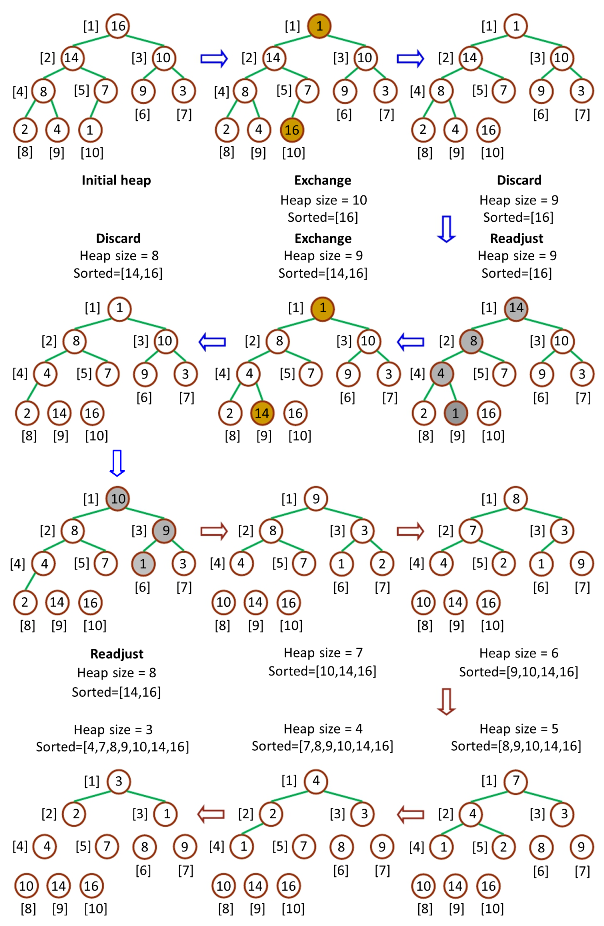 [1] 16 [1] 1 [1] 1
[2] 14 [3] 10 [2] 14 [3] 10 [2] 14 [3] 10
[4] 8 [5] 7 9 3 [4] 8 [5] 7 9 3 [4] 8 [5] 7 9 3
[6] [7] [6] [7] [6] [7]
2 4 1 2 4 16 2 4 16
[8] [9] [10] [8] [9] [10] [8] [9] [10]
Initial heap Exchange Discard
Heap size = 10 Heap size = 9
Sorted=[16] Sorted=[16]
Discard Exchange Readjust
Heap size = 8 Heap size = 9 Heap size = 9
Sorted=[14,16] Sorted=[14,16] Sorted=[16]
[1] 1 [1] 1 [1] 14
[2] 8 [3] 10 [2] 8 [3] 10 [2] 8 [3] 10
[4] 4 [5] 7 9 3 [4] 4 [5] 7 9 3 [4] 4 [5] 7 9 3
[6] [7] [6] [7] [6] [7]
2 14 16 2 14 16 2 1 16
[8] [9] [10] [8] [9] [10] [8] [9] [10]
[1] 10 [1] 9 [1] 8
[2] 8 [3] 9 [2] 8 [3] 3 [2] 7 [3] 3
[4] 4 [5] 7 1 3 [4] 4 [5] 7 1 2 [4] 4 [5] 2 1 9
[6] [7] [6] [7] [6] [7]
2 14 16 10 14 16 10 14 16
[8] [9] [10] [8] [9] [10] [8] [9] [10]
Readjust Heap size = 7 Heap size = 6
Heap size = 8 Sorted=[10,14,16] Sorted=[9,10,14,16]
Sorted=[14,16]
Heap size = 3 Heap size = 4 Heap size = 5
Sorted=[4,7,8,9,10,14,16] Sorted=[7,8,9,10,14,16] Sorted=[8,9,10,14,16]
[1] 3 [1] 4 [1] 7
[2] 2 [3] 1 [2] 2 [3] 3 [2] 4 [3] 3
[4] 4 [5] 7 8 9 [4] 1 [5] 7 8 9 [4] 1 [5] 2 8 9
[6] [7] [6] [7] [6] [7]
10 14 16 10 14 16 10 14 16
[8] [9] [10] [8] [9] [10] [8] [9] [10]